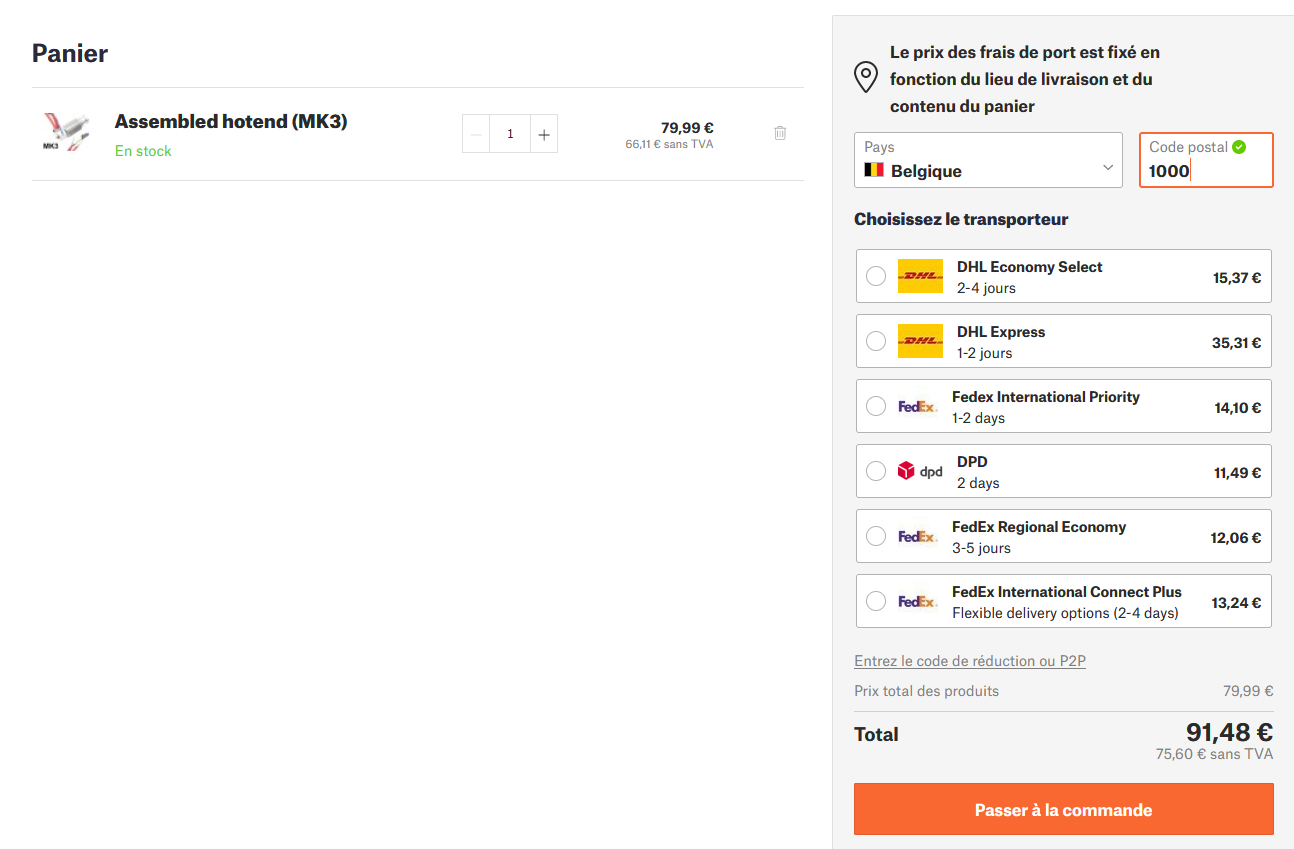 Panier
MK3
Assembled hotend (MK3)
En stock
1
79,99 €
66,11 € sans TVA
Le prix des frais de port est fixé en
fonction du lieu de livraison et du
contenu du panier
Pays
Belgique
Code postal
1000
Choisissez le transporteur
DHL
DHL Economy Select
2-4 jours
15,37 €
DHL
DHL Express
1-2 jours
35,31 €
FedEx
Fedex International Priority
1-2 days
14,10 €
dpd
DPD
2 days
11,49 €
FedEx
FedEx Regional Economy
3-5 jours
12,06 €
FedEx
FedEx International Connect Plus
Flexible delivery options (2-4 days)
13,24 €
Entrez le code de réduction ou P2P
Prix total des produits 79,99 €
Total 91,48 €
75,60 € sans TVA
Passer à la commande